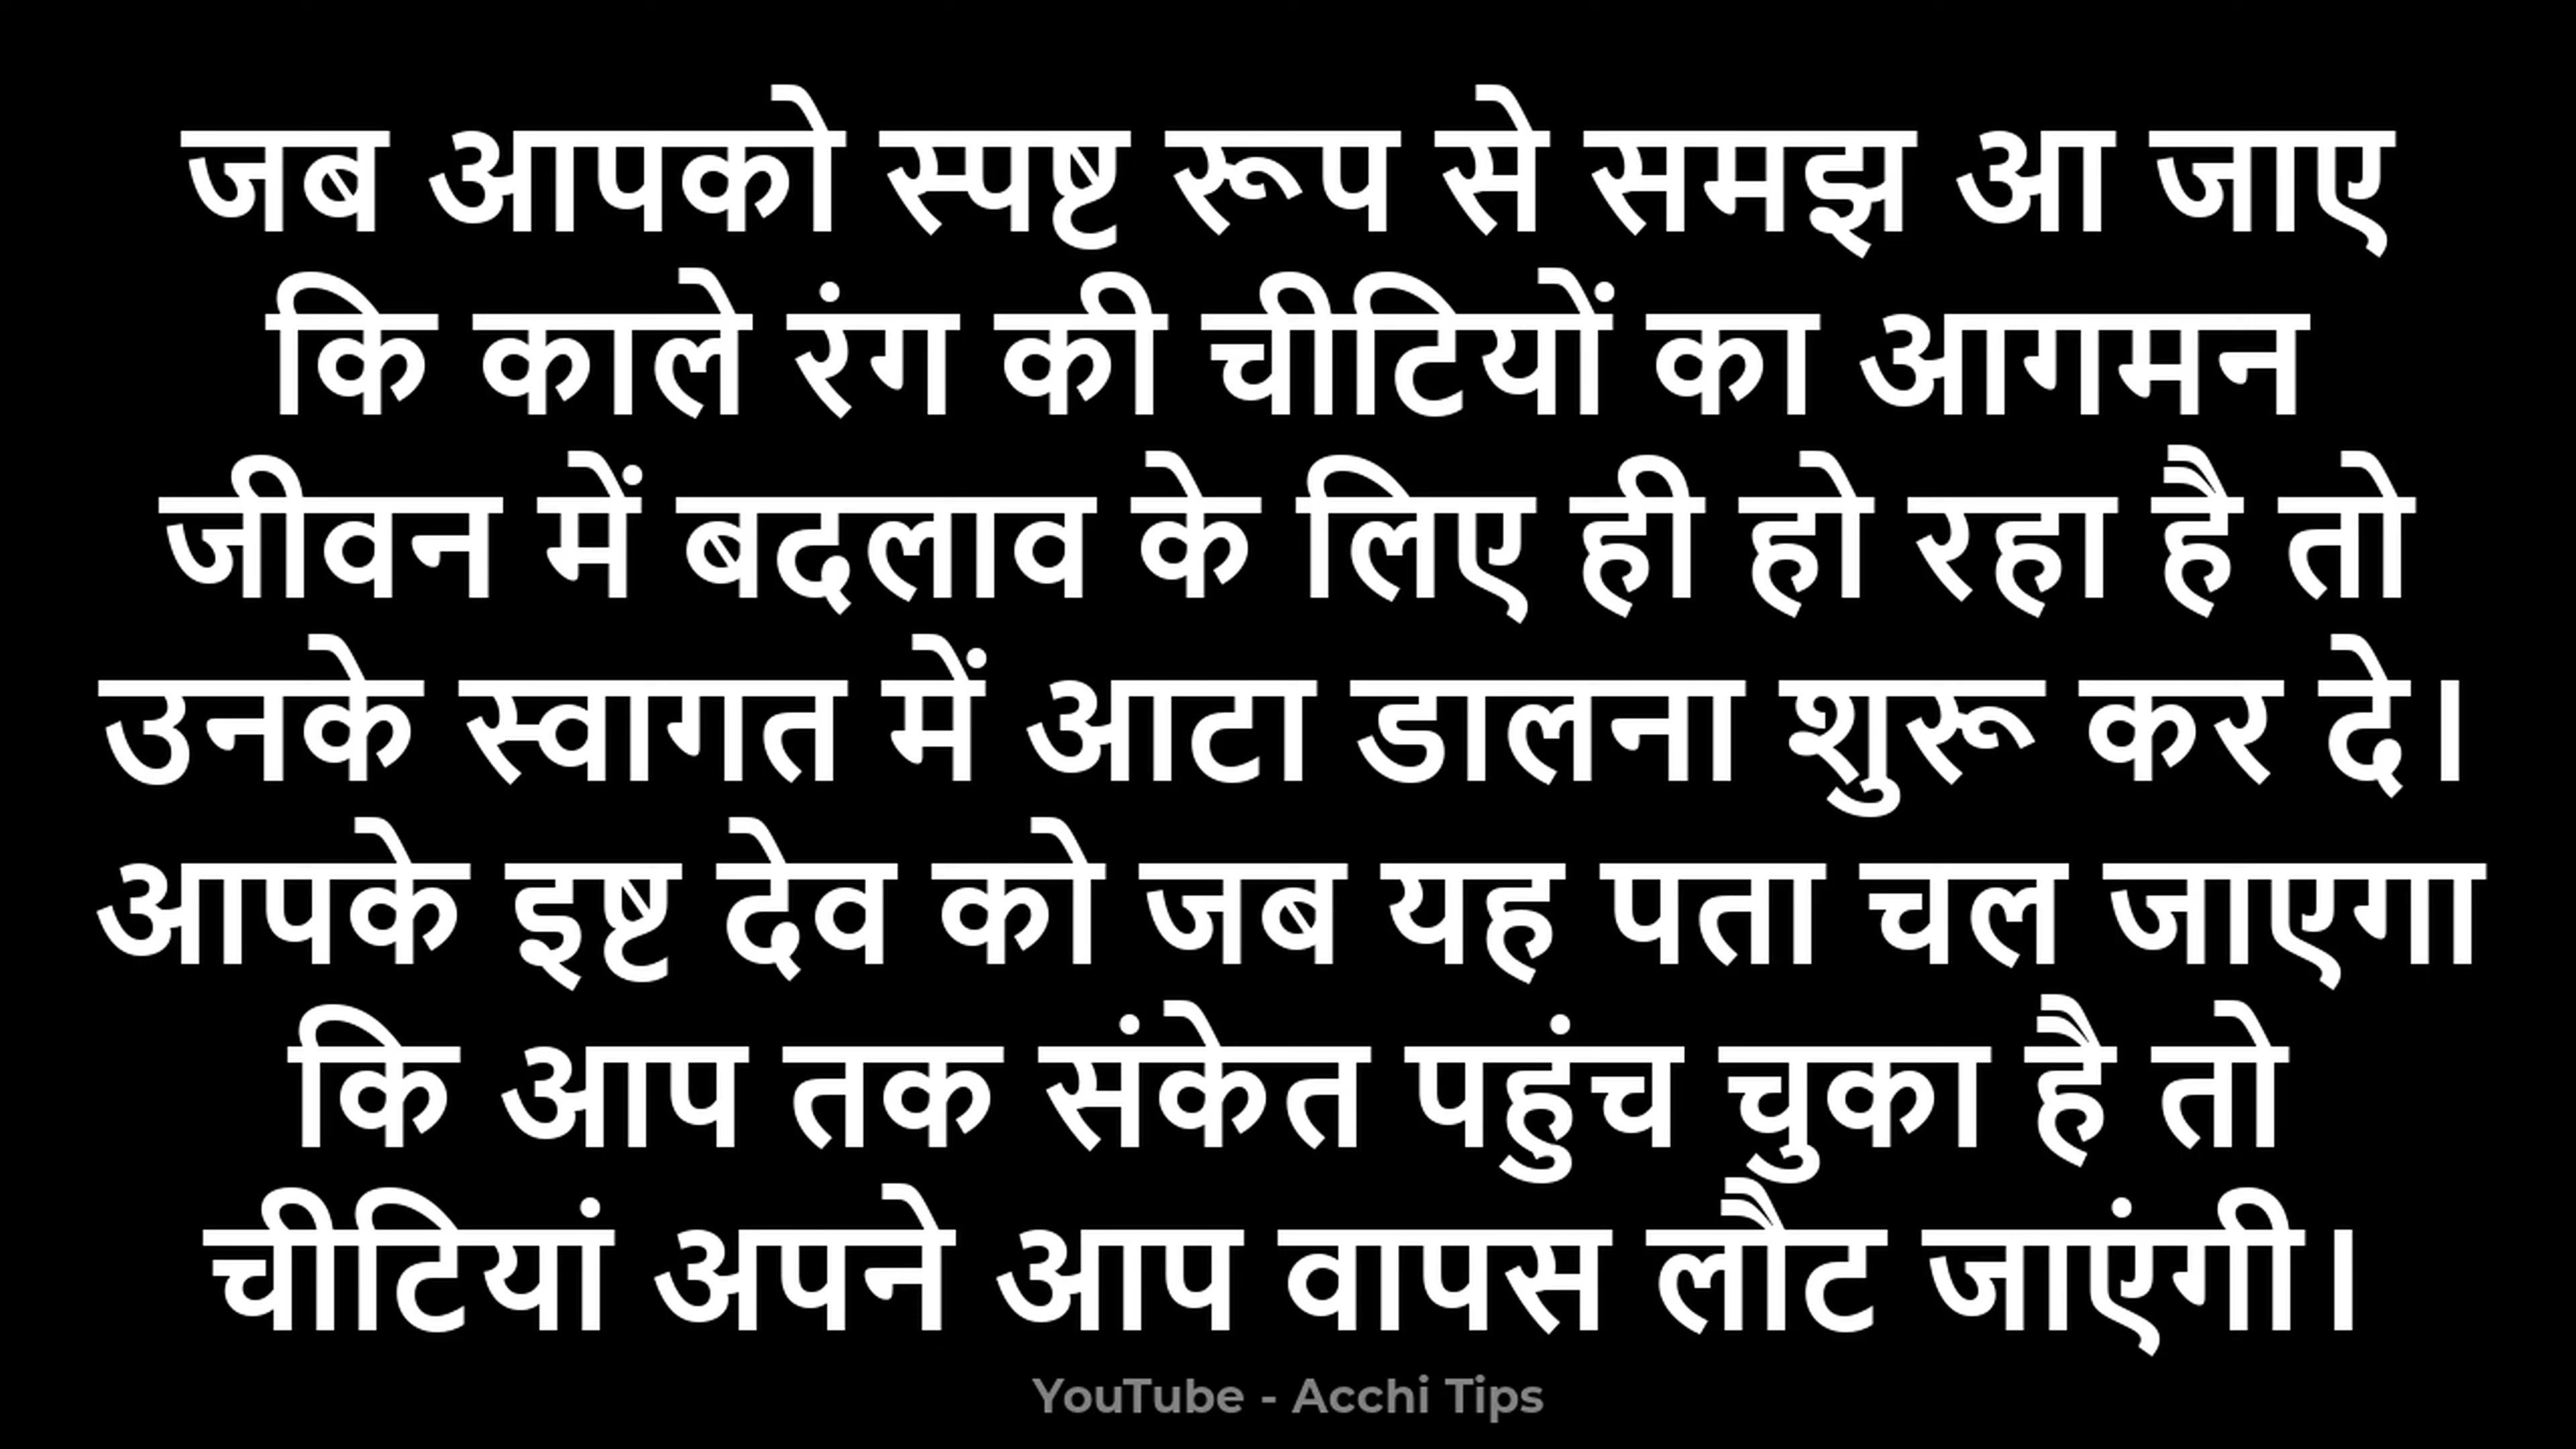 जब आपको स्पष्ट रूप से समझ आ जाए
कि काले रंग की चीटियों का आगमन
जीवन में बदलाव के लिए ही हो रहा है तो
उनके स्वागत में आटा डालना शुरू कर दे।
आपके इष्ट देव को जब यह पता चल जाएगा
कि आप तक संकेत पहुंच चुका है तो
चीटियां अपने आप वापस लौट जाएंगी।
YouTube - Acchi Tips